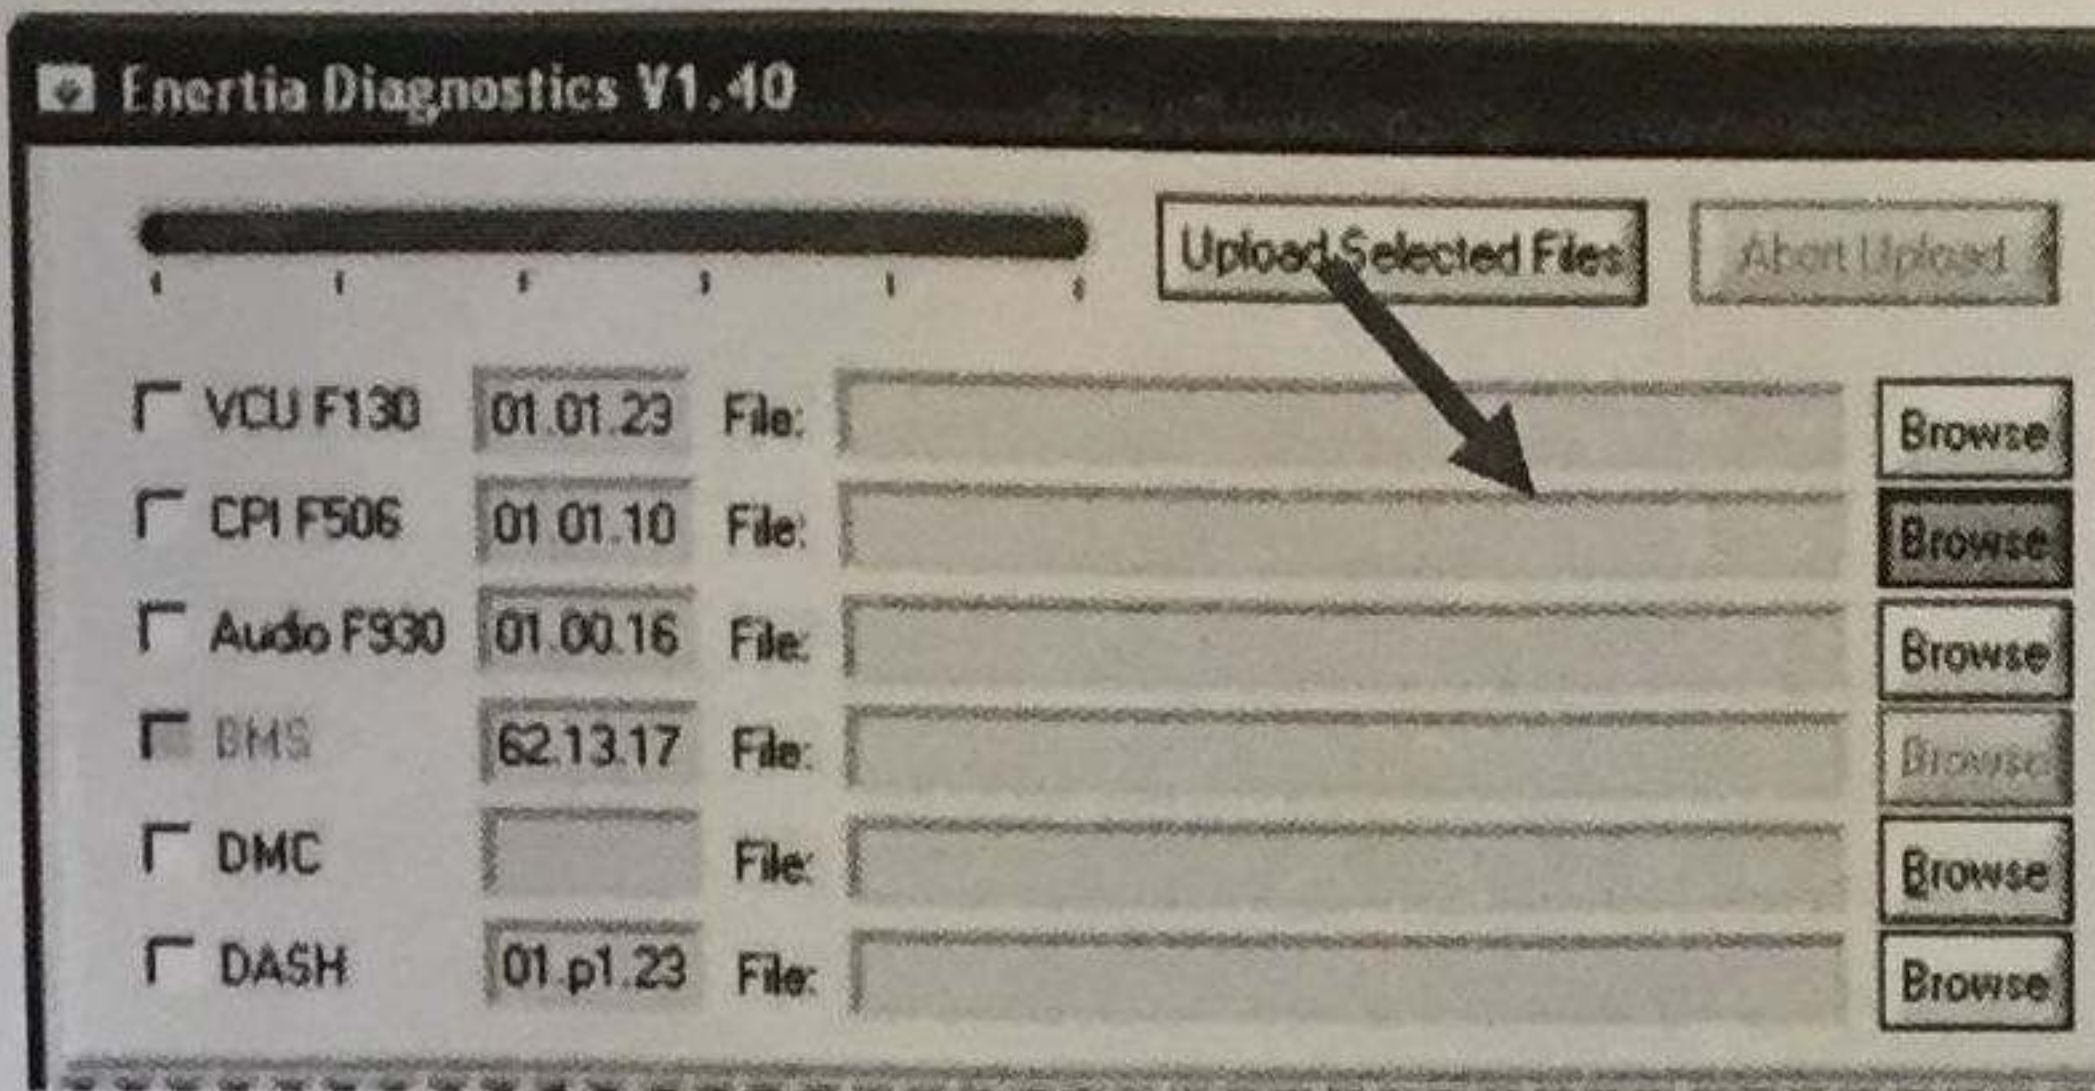 Enertia Diagnostics V1.40
Upload Selected Files Abort Upload
VCU F130 01.01.23 File: Browse
CPI F506 01 01.10 File: Browse
Audio F930 01.00.16 File: Browse
BMS 62.13.17 File: Browse
DMC File: Browse
DASH 01.p1.23 File: Browse